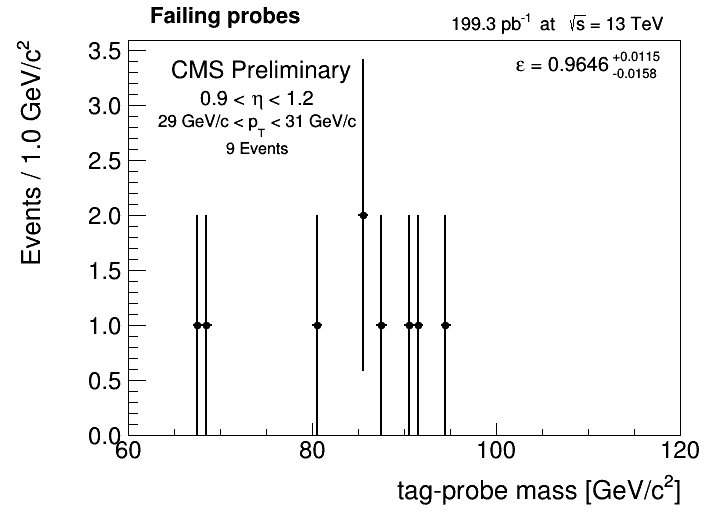 Failing probes
199.3 pb⁻¹ at √s = 13 TeV
CMS Preliminary
ε = 0.9646 +0.0115 -0.0158
0.9 < η < 1.2
29 GeV/c < p_T < 31 GeV/c
9 Events
Events / 1.0 GeV/c²
3.5
3.0
2.5
2.0
1.5
1.0
0.5
0.0
60 80 100 120
tag-probe mass [GeV/c²]